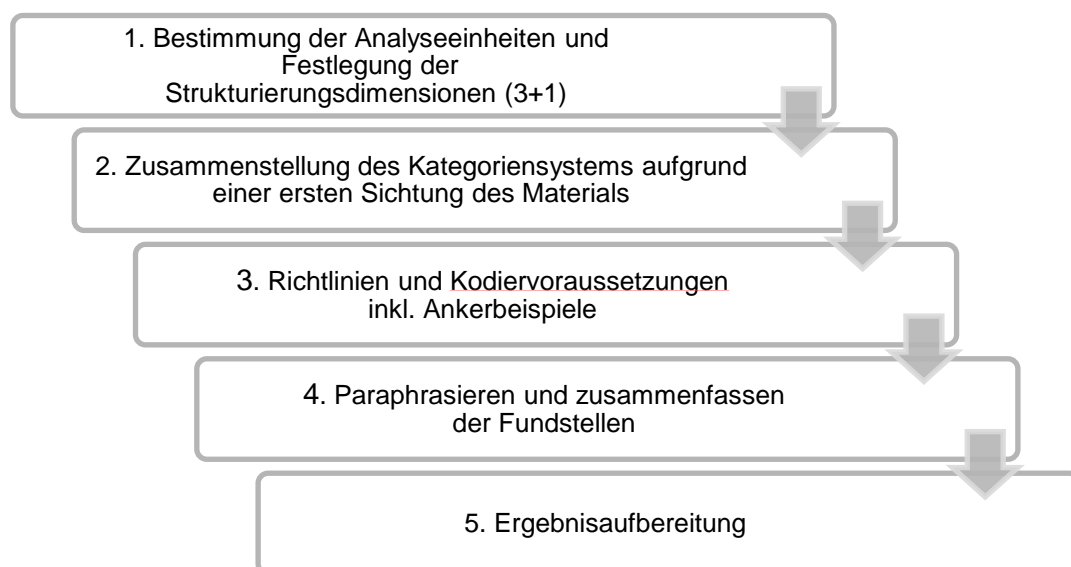 1. Bestimmung der Analyseeinheiten und
Festlegung der
Strukturierungsdimensionen (3+1)
2. Zusammenstellung des Kategoriensystems aufgrund
einer ersten Sichtung des Materials
3. Richtlinien und Kodiervoraussetzungen
inkl. Ankerbeispiele
4. Paraphrasieren und zusammenfassen
der Fundstellen
5. Ergebnisaufbereitung